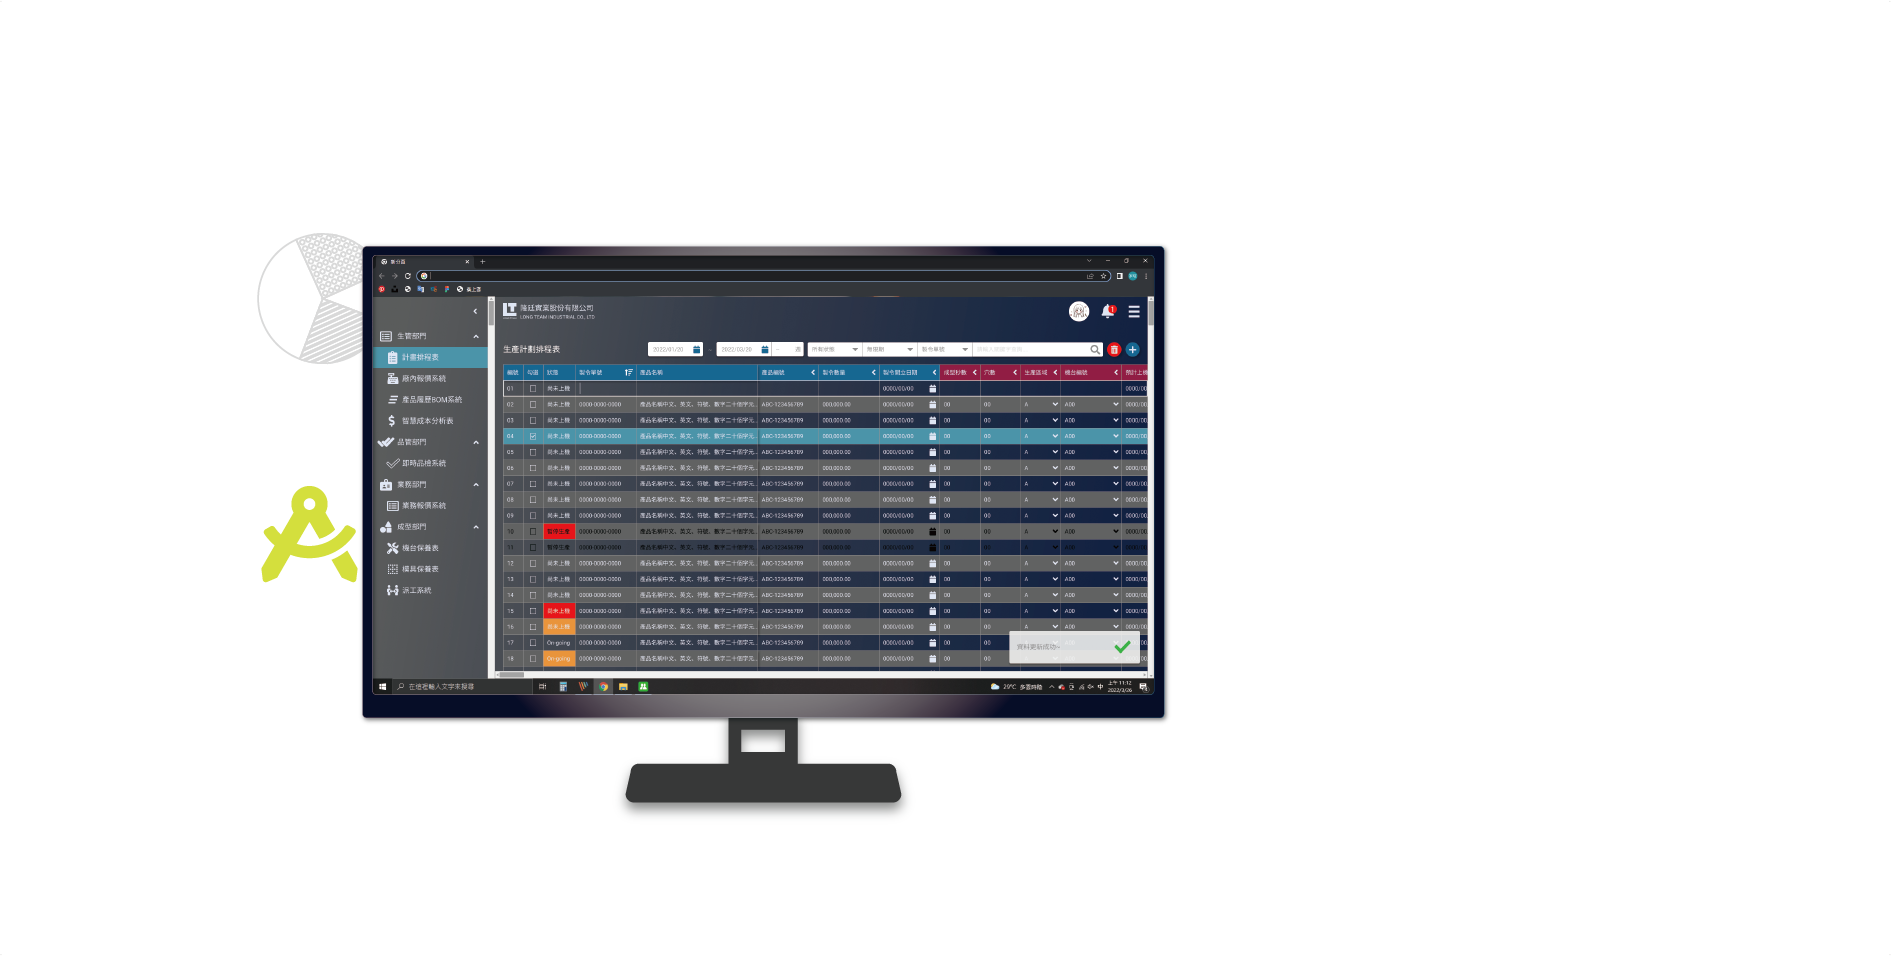 新分頁
桌上型
隆廷實業股份有限公司
LONG TEAM INDUSTRIAL CO., LTD
1
生管部門
計畫排程表
廠內報價系統
產品履歷BOM系統
智慧成本分析表
品管部門
即時品檢系統
業務部門
業務報價系統
成型部門
機台保養表
模具保養表
派工系統
生產計劃排程表 2022/01/20 – 2022/03/20 所有狀態 無限期 製令單號
編號 勾選 狀態 製令單號 產品名稱 產品編號 製令數量 製令開立日期 成型秒數 穴數 生產區域 機台編號 預計上機
01 尚未上機 0000/00/00 0000/00
02 尚未上機 0000-0000-0000 產品名稱中文、英文、符號、數字二十個字元... ABC-123456789 000,000.00 0000/00/00 00 00 A A00 0000/00
03 尚未上機 0000-0000-0000 產品名稱中文、英文、符號、數字二十個字元... ABC-123456789 000,000.00 0000/00/00 00 00 A A00 0000/00
04 尚未上機 0000-0000-0000 產品名稱中文、英文、符號、數字二十個字元... ABC-123456789 000,000.00 0000/00/00 00 00 A A00 0000/00
05 尚未上機 0000-0000-0000 產品名稱中文、英文、符號、數字二十個字元... ABC-123456789 000,000.00 0000/00/00 00 00 A A00 0000/00
06 尚未上機 0000-0000-0000 產品名稱中文、英文、符號、數字二十個字元... ABC-123456789 000,000.00 0000/00/00 00 00 A A00 0000/00
07 尚未上機 0000-0000-0000 產品名稱中文、英文、符號、數字二十個字元... ABC-123456789 000,000.00 0000/00/00 00 00 A A00 0000/00
08 尚未上機 0000-0000-0000 產品名稱中文、英文、符號、數字二十個字元... ABC-123456789 000,000.00 0000/00/00 00 00 A A00 0000/00
09 尚未上機 0000-0000-0000 產品名稱中文、英文、符號、數字二十個字元... ABC-123456789 000,000.00 0000/00/00 00 00 A A00 0000/00
10 暫停生產 0000-0000-0000 產品名稱中文、英文、符號、數字二十個字元... ABC-123456789 000,000.00 0000/00/00 00 00 A A00 0000/00
11 暫停生產 0000-0000-0000 產品名稱中文、英文、符號、數字二十個字元... ABC-123456789 000,000.00 0000/00/00 00 00 A A00 0000/00
12 尚未上機 0000-0000-0000 產品名稱中文、英文、符號、數字二十個字元... ABC-123456789 000,000.00 0000/00/00 00 00 A A00 0000/00
13 尚未上機 0000-0000-0000 產品名稱中文、英文、符號、數字二十個字元... ABC-123456789 000,000.00 0000/00/00 00 00 A A00 0000/00
14 尚未上機 0000-0000-0000 產品名稱中文、英文、符號、數字二十個字元... ABC-123456789 000,000.00 0000/00/00 00 00 A A00 0000/00
15 尚未上機 0000-0000-0000 產品名稱中文、英文、符號、數字二十個字元... ABC-123456789 000,000.00 0000/00/00 00 00 A A00 0000/00
16 尚未上機 0000-0000-0000 產品名稱中文、英文、符號、數字二十個字元... ABC-123456789 000,000.00 0000/00/00 00 00 A A00 0000/00
17 On-going 0000-0000-0000 產品名稱中文、英文、符號、數字二十個字元... ABC-123456789 000,000.00 0000/00/00 00
18 On-going 0000-0000-0000 產品名稱中文、英文、符號、數字二十個字元... ABC-123456789 000,000.00 0000/00/00 00
資料更新成功~
在這裡輸入文字來搜尋
29°C 多雲時陰 中 上午 11:12
2022/3/26